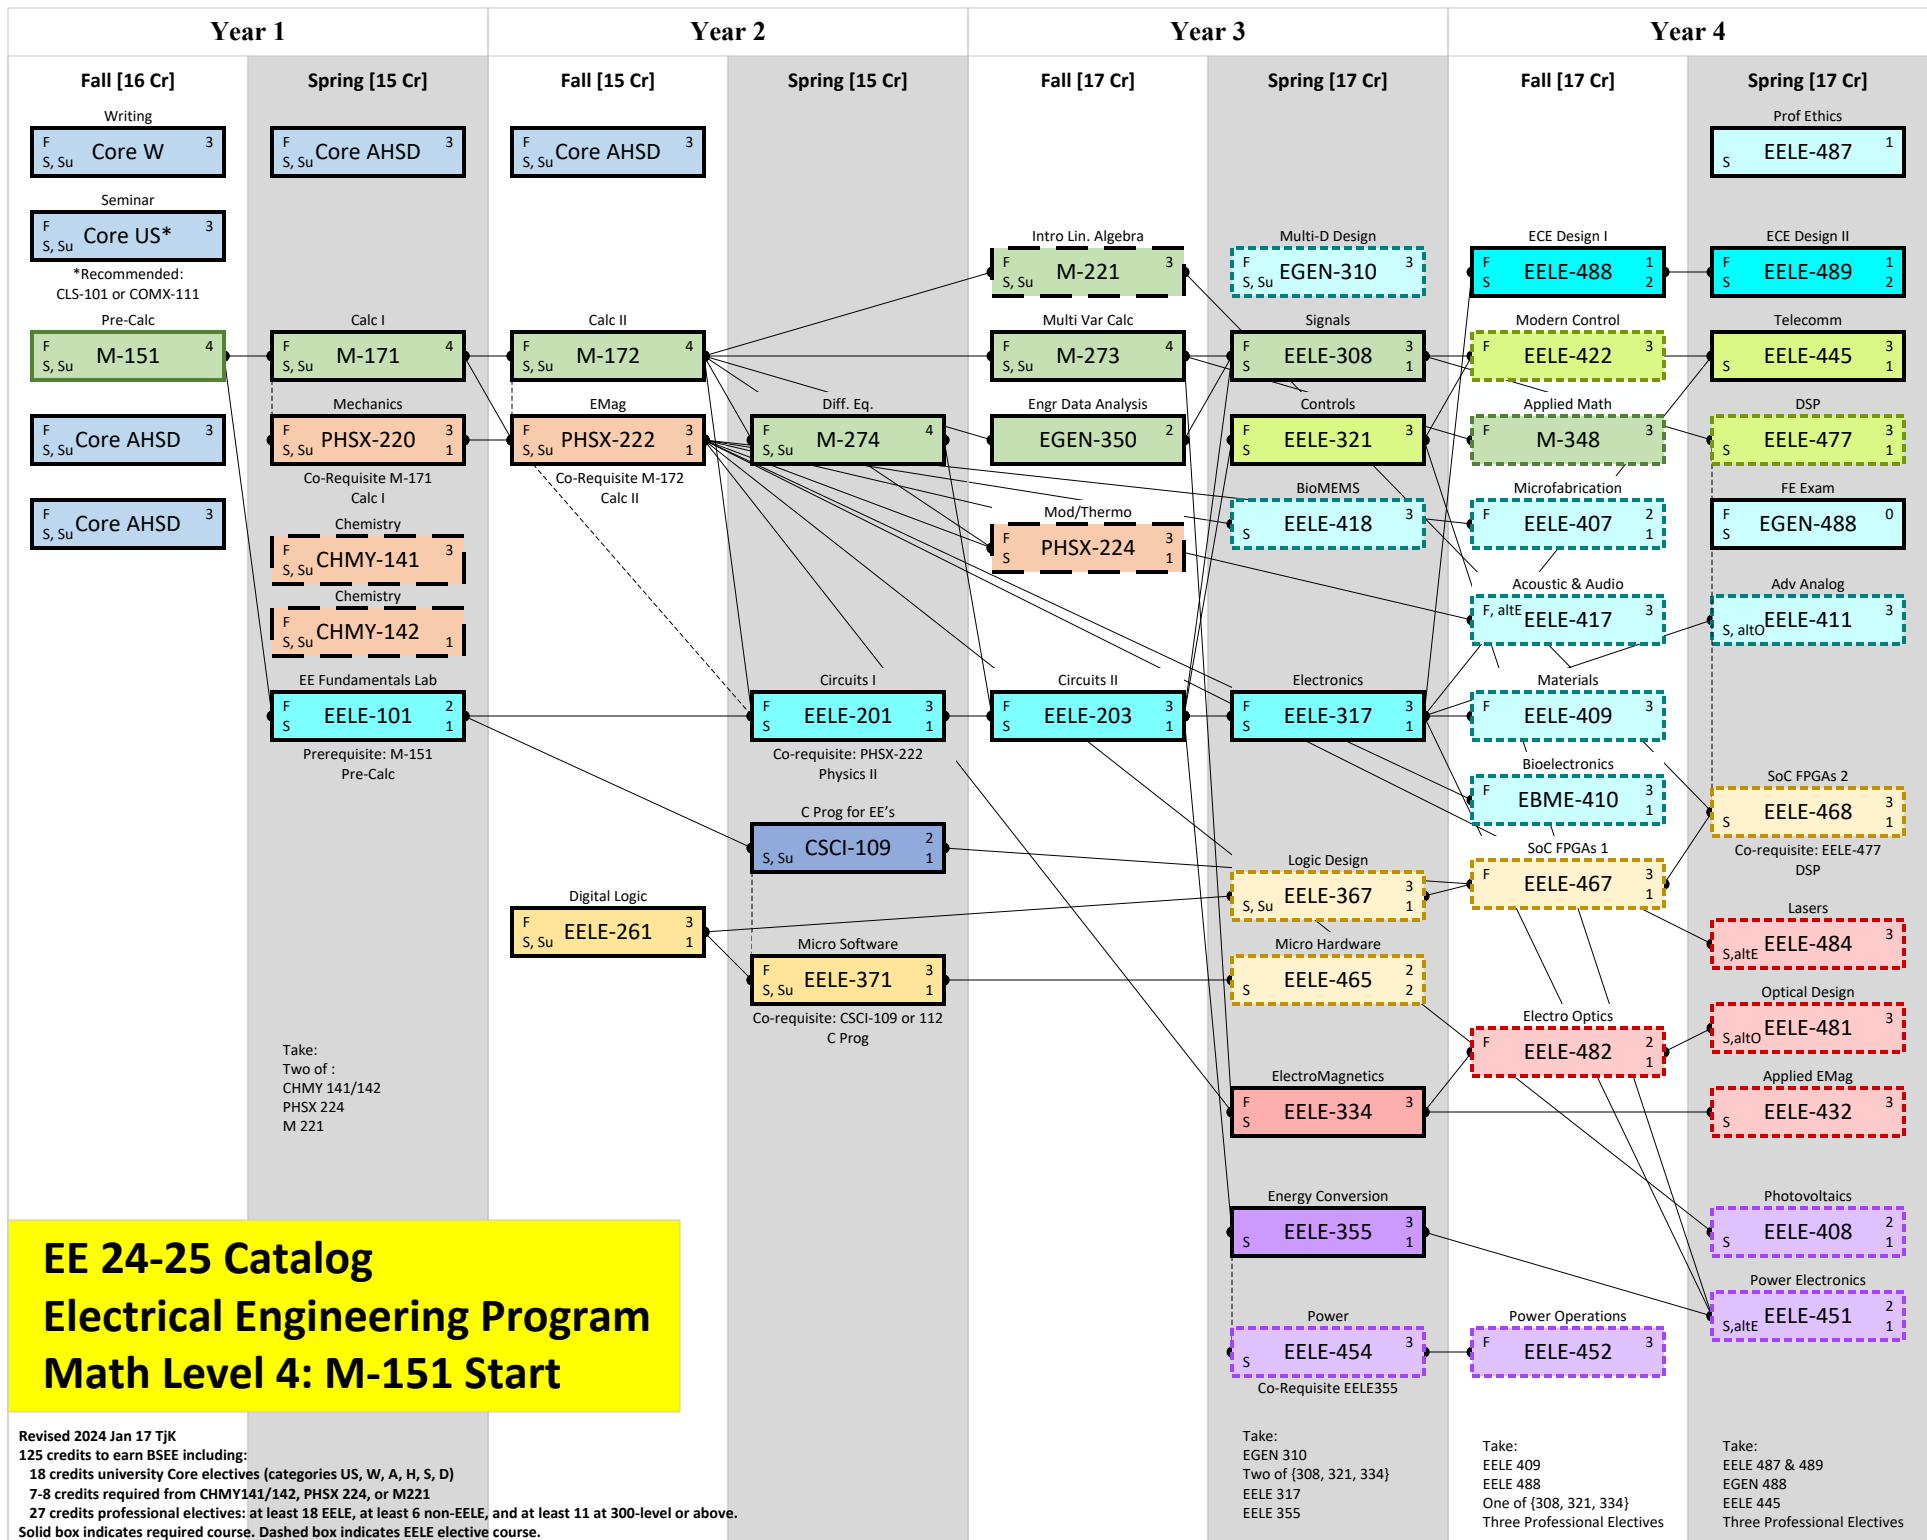 Year 1
Year 2
Year 3
Year 4
Fall [16 Cr]
Spring [15 Cr]
Fall [15 Cr]
Spring [15 Cr]
Fall [17 Cr]
Spring [17 Cr]
Fall [17 Cr]
Spring [17 Cr]
Writing
F
S, Su
Core W
3
Seminar
F
S, Su
Core US*
3
*Recommended:
CLS-101 or COMX-111
Pre-Calc
F
S, Su
M-151
4
F
S, Su
Core AHSD
3
F
S, Su
Core AHSD
3
F
S, Su
Core AHSD
3
Calc I
F
S, Su
M-171
4
Mechanics
F
S, Su
PHSX-220
3
1
Co-Requisite M-171
Calc I
Chemistry
F
S, Su
CHMY-141
3
Chemistry
F
S, Su
CHMY-142
1
EE Fundamentals Lab
F
S
EELE-101
2
1
Prerequisite: M-151
Pre-Calc
Take:
Two of :
CHMY 141/142
PHSX 224
M 221
F
S, Su
Core AHSD
3
Calc II
F
S, Su
M-172
4
EMag
F
S, Su
PHSX-222
3
1
Co-Requisite M-172
Calc II
Digital Logic
F
S, Su
EELE-261
3
1
Diff. Eq.
F
S, Su
M-274
4
Circuits I
F
S
EELE-201
3
1
Co-requisite: PHSX-222
Physics II
C Prog for EE's
S, Su
CSCI-109
2
1
Micro Software
F
S, Su
EELE-371
3
1
Co-requisite: CSCI-109 or 112
C Prog
Intro Lin. Algebra
F
S, Su
M-221
3
Multi Var Calc
F
S, Su
M-273
4
Engr Data Analysis
EGEN-350
2
Mod/Thermo
F
S
PHSX-224
3
1
Circuits II
F
S
EELE-203
3
1
Multi-D Design
F
S, Su
EGEN-310
3
Signals
F
S
EELE-308
3
1
Controls
F
S
EELE-321
3
BioMEMS
S
EELE-418
3
Electronics
F
S
EELE-317
3
1
Logic Design
S, Su
EELE-367
3
1
Micro Hardware
S
EELE-465
2
2
ElectroMagnetics
F
S
EELE-334
3
Energy Conversion
S
EELE-355
3
1
Power
S
EELE-454
3
Co-Requisite EELE355
Take:
EGEN 310
Two of {308, 321, 334}
EELE 317
EELE 355
ECE Design I
F
S
EELE-488
1
2
Modern Control
F
EELE-422
3
Applied Math
F
M-348
3
Microfabrication
F
EELE-407
2
1
Acoustic & Audio
F, altE
EELE-417
3
Materials
F
EELE-409
3
Bioelectronics
F
EBME-410
3
1
SoC FPGAs 1
F
EELE-467
3
1
Electro Optics
F
EELE-482
2
1
Power Operations
F
EELE-452
3
Take:
EELE 409
EELE 488
One of {308, 321, 334}
Three Professional Electives
Prof Ethics
S
EELE-487
1
ECE Design II
F
S
EELE-489
1
2
Telecomm
S
EELE-445
3
1
DSP
S
EELE-477
3
1
FE Exam
F
S
EGEN-488
0
Adv Analog
S, altO
EELE-411
3
SoC FPGAs 2
S
EELE-468
3
1
Co-requisite: EELE-477
DSP
Lasers
S,altE
EELE-484
3
Optical Design
S,altO
EELE-481
3
Applied EMag
S
EELE-432
3
Photovoltaics
S
EELE-408
2
1
Power Electronics
S,altE
EELE-451
2
1
Take:
EELE 487 & 489
EGEN 488
EELE 445
Three Professional Electives
EE 24-25 Catalog
Electrical Engineering Program
Math Level 4: M-151 Start
Revised 2024 Jan 17 TjK
125 credits to earn BSEE including:
18 credits university Core electives (categories US, W, A, H, S, D)
7-8 credits required from CHMY141/142, PHSX 224, or M221
27 credits professional electives: at least 18 EELE, at least 6 non-EELE, and at least 11 at 300-level or above.
Solid box indicates required course. Dashed box indicates EELE elective course.